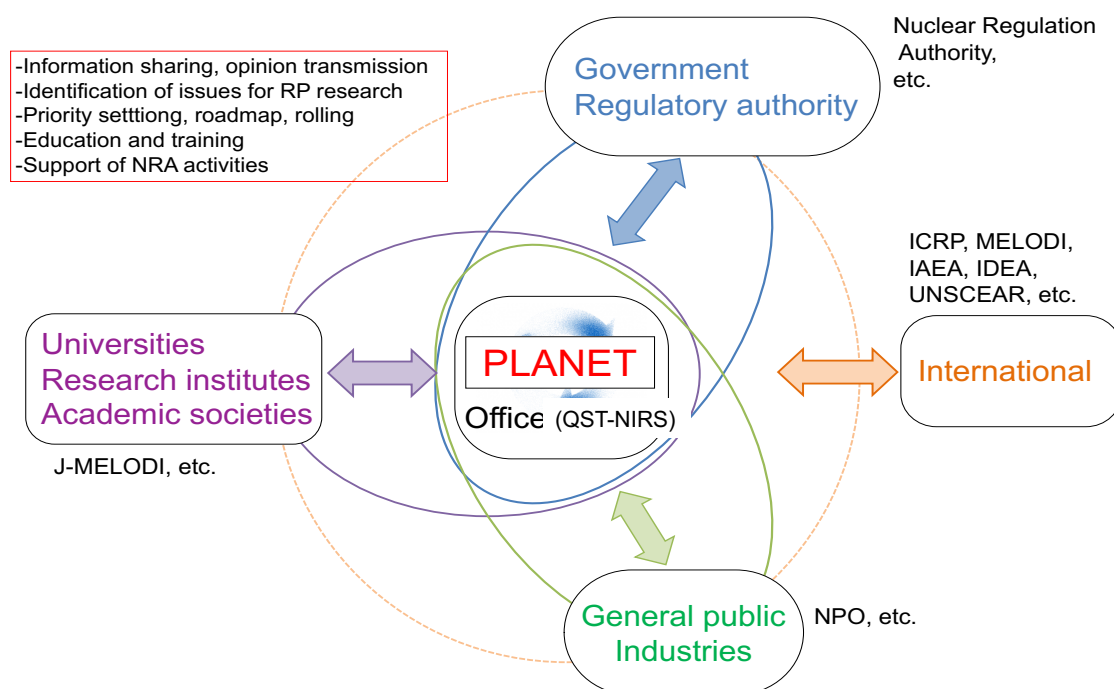 -Information sharing, opinion transmission
-Identification of issues for RP research
-Priority setttiong, roadmap, rolling
-Education and training
-Support of NRA activities
Government
Regulatory authority
Nuclear Regulation
Authority,
etc.
ICRP, MELODI,
IAEA, IDEA,
UNSCEAR, etc.
Universities
Research institutes
Academic societies
J-MELODI, etc.
PLANET
Office (QST-NIRS)
International
General public
Industries
NPO, etc.